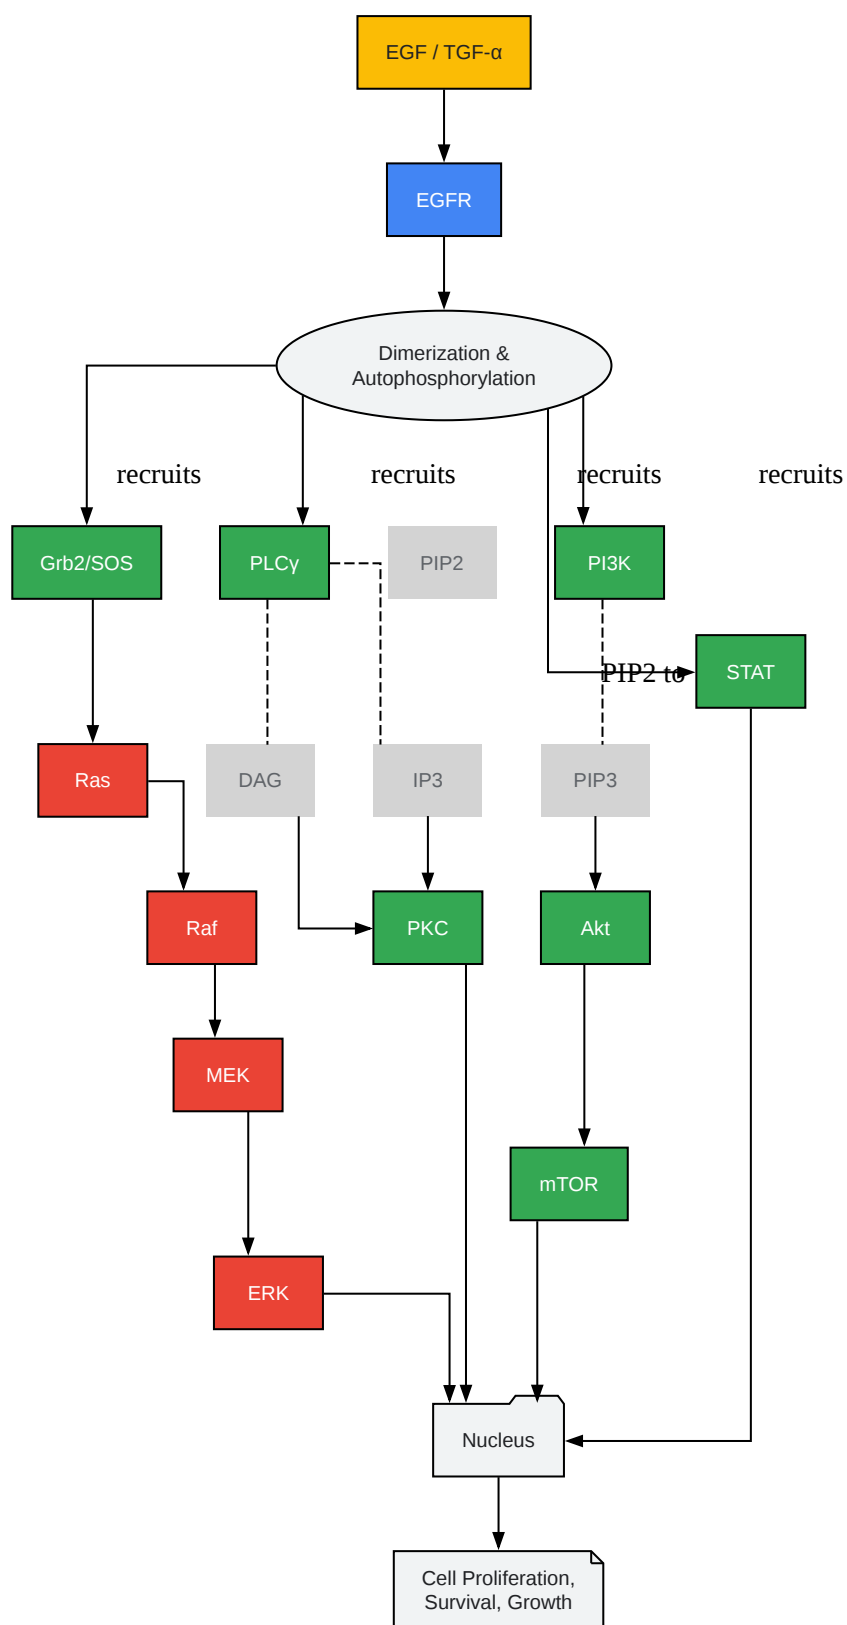 EGF / TGF-α
EGFR
Dimerization &
Autophosphorylation
recruits
recruits
recruits
recruits
Grb2/SOS
PLCγ
PIP2
PI3K
PIP2 to
STAT
Ras
DAG
IP3
PIP3
Raf
PKC
Akt
MEK
mTOR
ERK
Nucleus
Cell Proliferation,
Survival, Growth